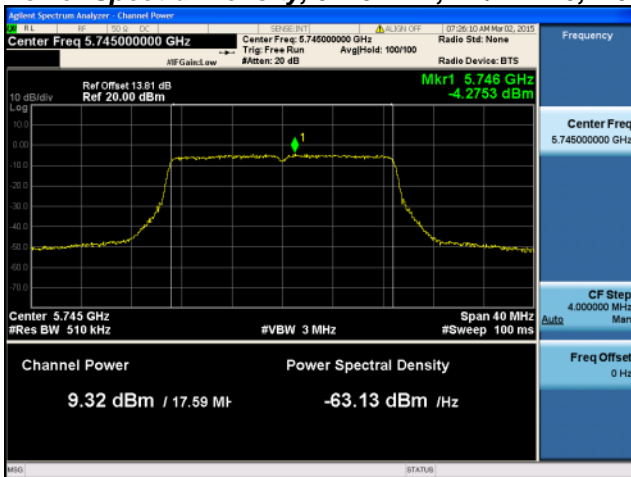 Agilent Spectrum Analyzer - Channel Power
RL RF 50 Ω DC SENSE:INT ALIGN OFF 07:26:10 AM Mar 02, 2015
Center Freq 5.745000000 GHz
Center Freq: 5.745000000 GHz
Radio Std: None
Trig: Free Run Avg|Hold: 100/100
#IFGain:Low #Atten: 20 dB Radio Device: BTS
Frequency
Mkr1 5.746 GHz
-4.2753 dBm
Ref Offset 13.81 dB
10 dB/div Ref 20.00 dBm
Log
10.0
0.00
-10.0
-20.0
-30.0
-40.0
-50.0
-60.0
-70.0
1
Center 5.745 GHz Span 40 MHz
#Res BW 510 kHz #VBW 3 MHz #Sweep 100 ms
Channel Power Power Spectral Density
9.32 dBm / 17.59 MH -63.13 dBm /Hz
Center Freq
5.745000000 GHz
CF Step
4.000000 MHz
Auto Man
Freq Offset
0 Hz
MSG STATUS